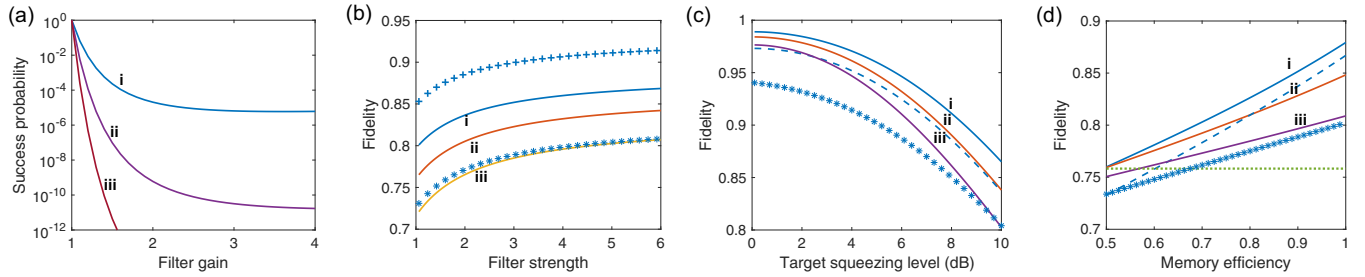 (a)
Success probability
10^0
10^-2
10^-4
10^-6
10^-8
10^-10
10^-12
i
ii
iii
1 2 3 4
Filter gain
(b)
Fidelity
0.95
0.9
0.85
0.8
0.75
0.7
i
ii
iii
1 2 3 4 5 6
Filter strength
(c)
Fidelity
1
0.95
0.9
0.85
0.8
i
ii
iii
0 2 4 6 8 10
Target squeezing level (dB)
(d)
Fidelity
0.9
0.85
0.8
0.75
0.7
i
ii
iii
0.5 0.6 0.7 0.8 0.9 1
Memory efficiency